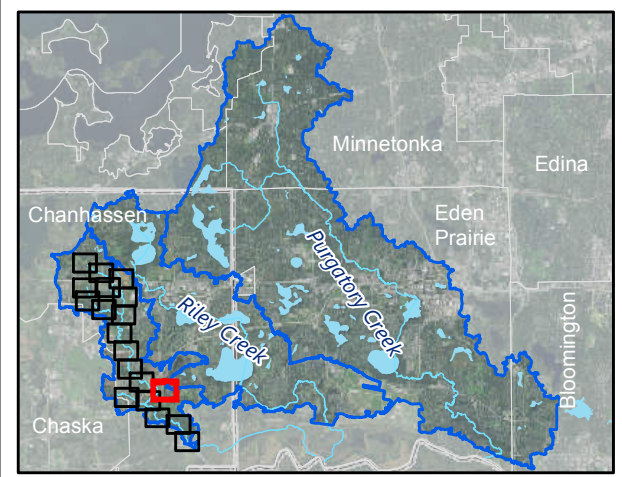 Minnetonka
Edina
Chanhassen
Eden
Prairie
Purgatory Creek
Riley Creek
Bloomington
Chaska